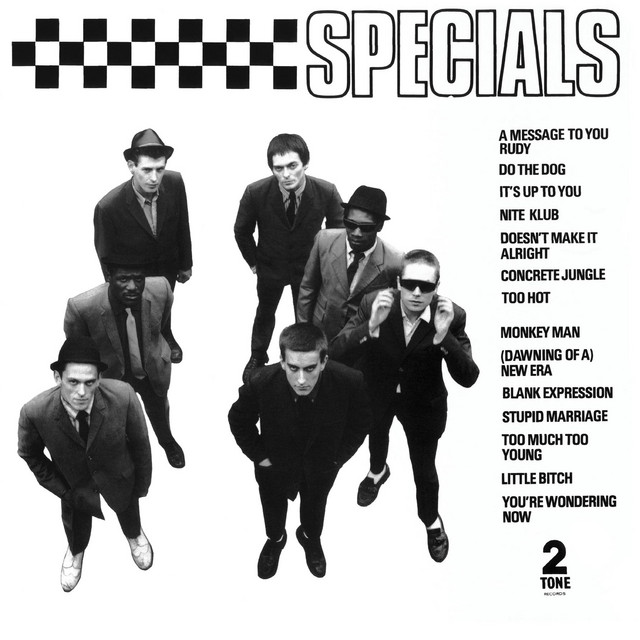 SPECIALS
A MESSAGE TO YOU
RUDY
DO THE DOG
IT'S UP TO YOU
NITE KLUB
DOESN'T MAKE IT
ALRIGHT
CONCRETE JUNGLE
TOO HOT
MONKEY MAN
(DAWNING OF A)
NEW ERA
BLANK EXPRESSION
STUPID MARRIAGE
TOO MUCH TOO
YOUNG
LITTLE BITCH
YOU'RE WONDERING
NOW
2
TONE
RECORDS